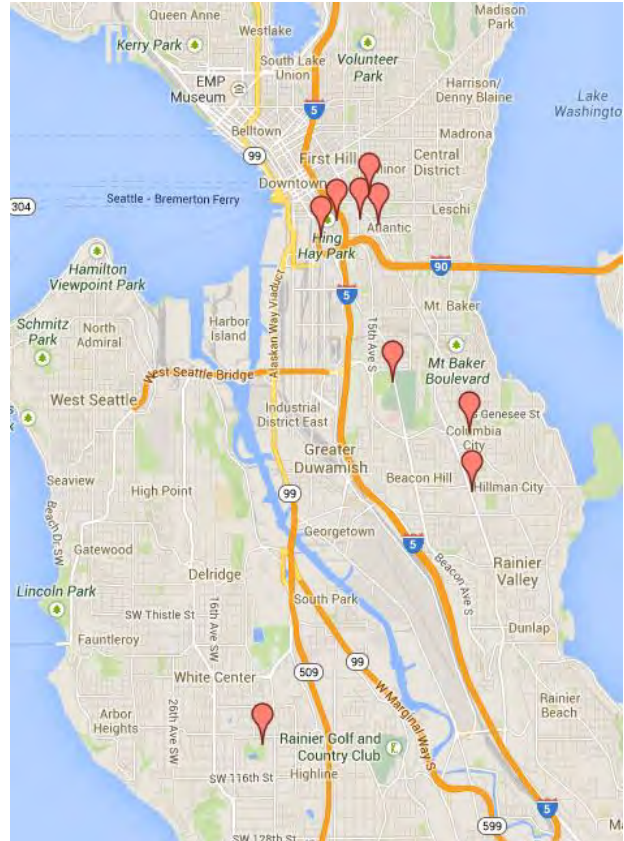 Queen Anne
Madison
Park
Westlake
Kerry Park
Volunteer
Park
South Lake
Union
EMP
Museum
Harrison/
Denny Blaine
Lake
Washington
5
Belltown
Madrona
99
First Hill
Minor
Central
District
Downtown
Seattle - Bremerton Ferry
304
Leschi
Atlantic
Hing
Hay Park
90
Hamilton
Viewpoint Park
5
Alaskan Way Viaduct
Mt. Baker
Harbor
Island
Schmitz
Park
North
Admiral
15th Ave S
Mt Baker
Boulevard
West Seattle Bridge
West Seattle
Industrial
District East
S Genesee St
Columbia
City
Greater
Duwamish
Seaview
High Point
Beacon Hill
Hillman City
99
Beach Dr SW
Georgetown
Gatewood
5
Delridge
Beacon Ave S
Rainier
Valley
Lincoln Park
16th Ave SW
South Park
SW Thistle St
Fauntleroy
Dunlap
99
509
White Center
W Marginal Way S
26th Ave SW
Arbor
Heights
Rainier
Beach
Rainier Golf and
Country Club
SW 116th St
Highline
5
599
SW 128th St